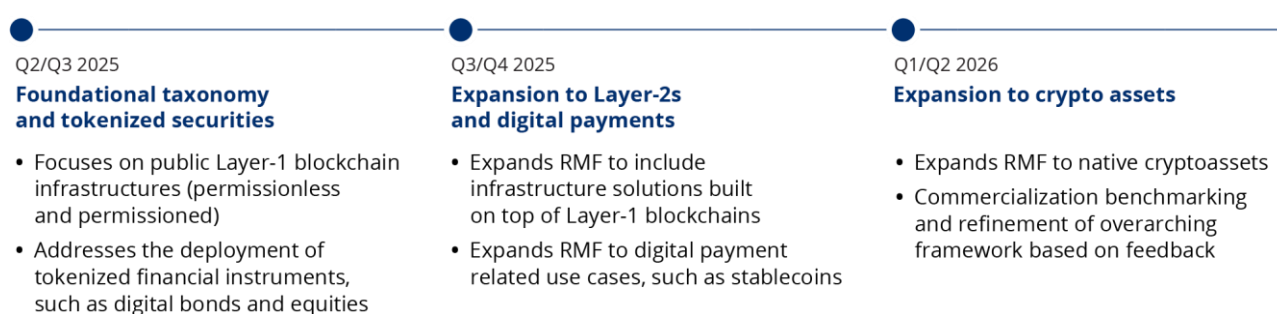 Q2/Q3 2025
Foundational taxonomy
and tokenized securities
• Focuses on public Layer-1 blockchain
infrastructures (permissionless
and permissioned)
• Addresses the deployment of
tokenized financial instruments,
such as digital bonds and equities
Q3/Q4 2025
Expansion to Layer-2s
and digital payments
• Expands RMF to include
infrastructure solutions built
on top of Layer-1 blockchains
• Expands RMF to digital payment
related use cases, such as stablecoins
Q1/Q2 2026
Expansion to crypto assets
• Expands RMF to native cryptoassets
• Commercialization benchmarking
and refinement of overarching
framework based on feedback